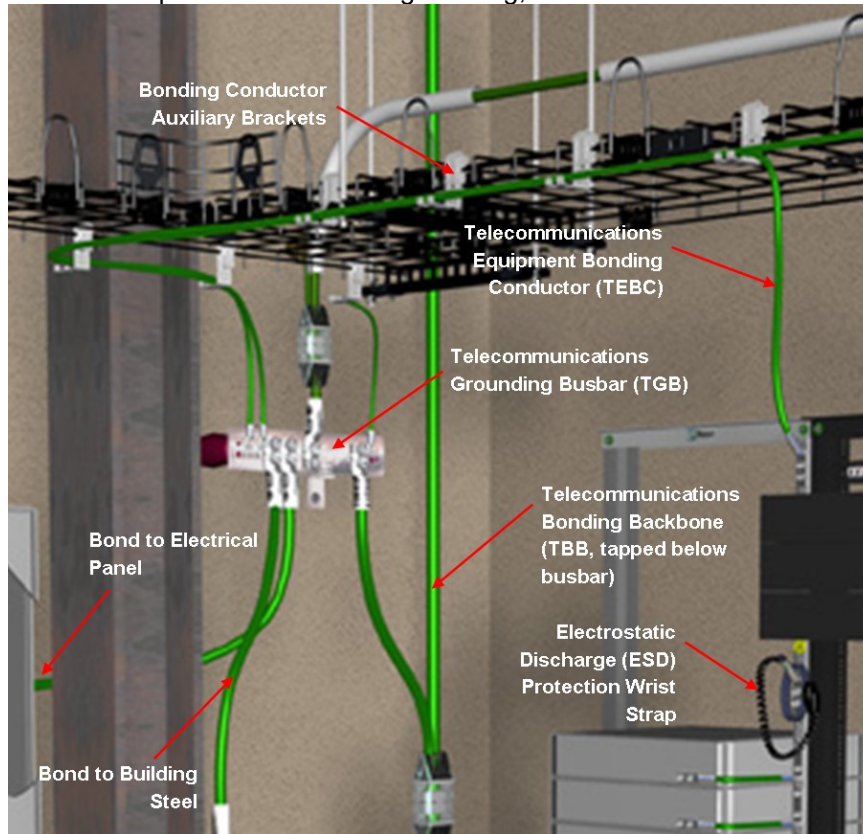 Bonding Conductor
Auxiliary Brackets
Telecommunications
Equipment Bonding
Conductor (TEBC)
Telecommunications
Grounding Busbar (TGB)
Telecommunications
Bonding Backbone
(TBB, tapped below
busbar)
Bond to Electrical
Panel
Electrostatic
Discharge (ESD)
Protection Wrist
Strap
Bond to Building
Steel